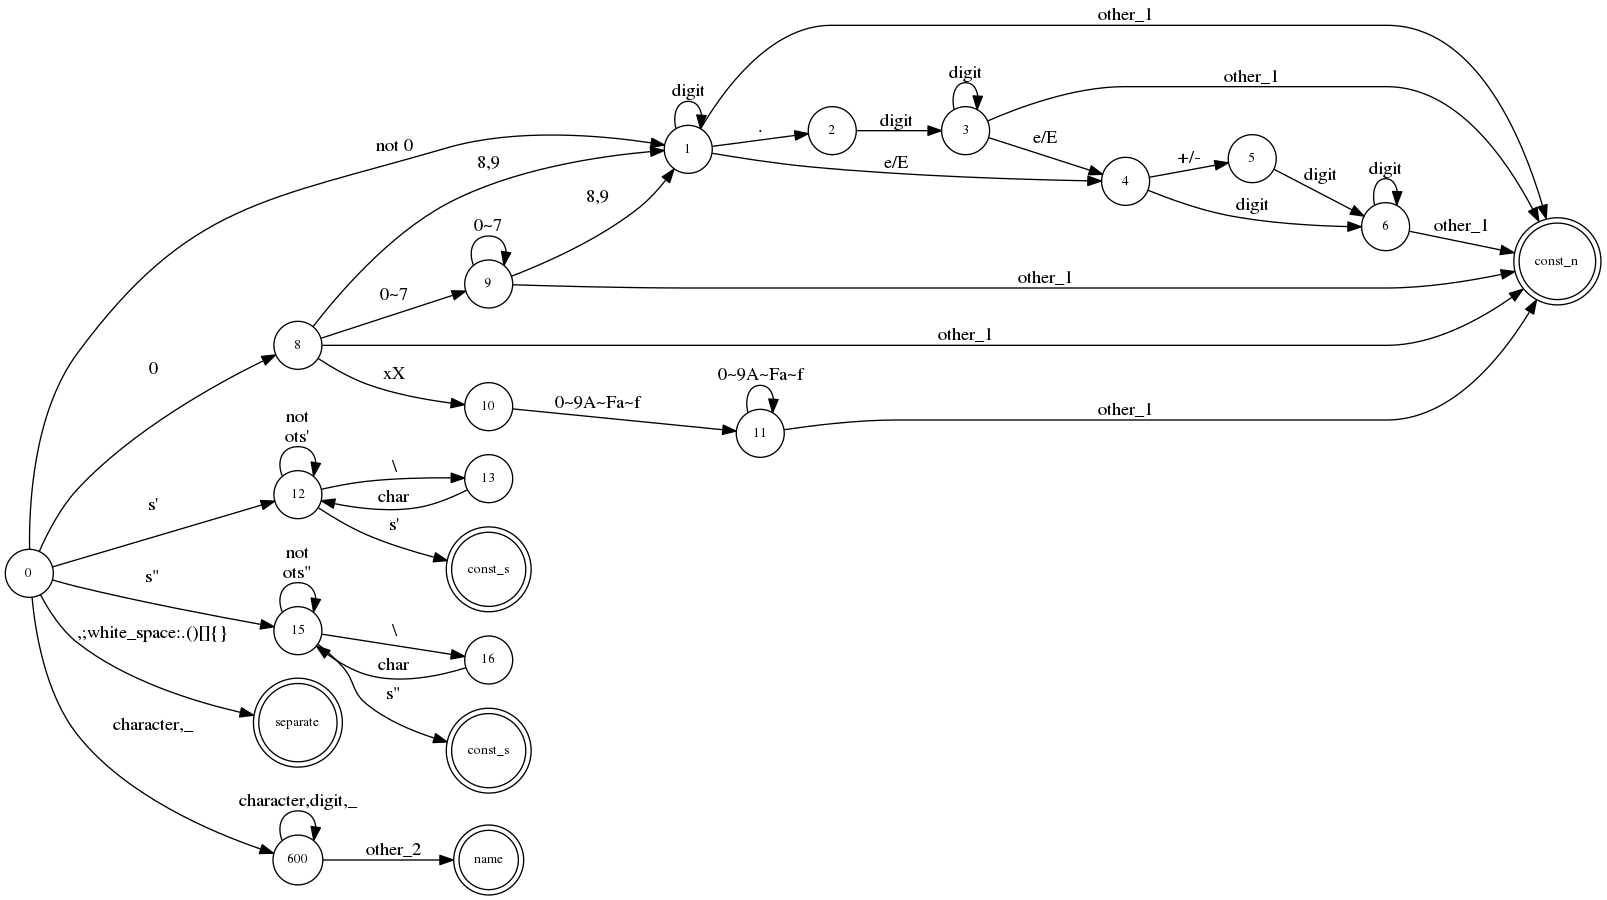 other_1
other_1
digit
digit
.
2
digit
3
e/E
+/-
5
digit
digit
not 0
8,9
1
e/E
4
digit
6
other_1
8,9
0~7
const_n
9
other_1
0~7
8
other_1
0
xX
0~9A~Fa~f
10
0~9A~Fa~f
11
other_1
not
ots'
\
13
12
char
s'
s'
const_s
not
ots"
0
s"
15
\
16
char
,;white_space:.()[]{}
s"
separate
character,_
const_s
character,digit,_
600
other_2
name